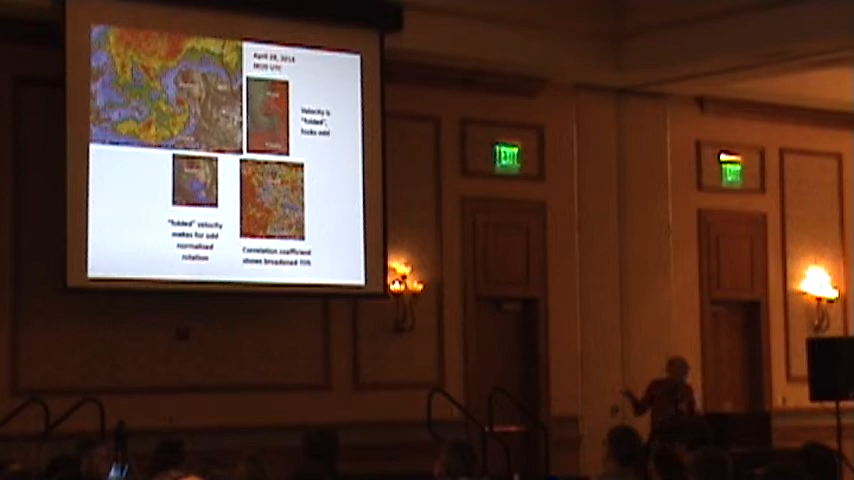 April 28, 2014
Velocity is
"folded",
looks odd
"folded" velocity
makes for odd
normalized
rotation
Correlation coefficient
shows broadened TDS
EXIT
EXIT